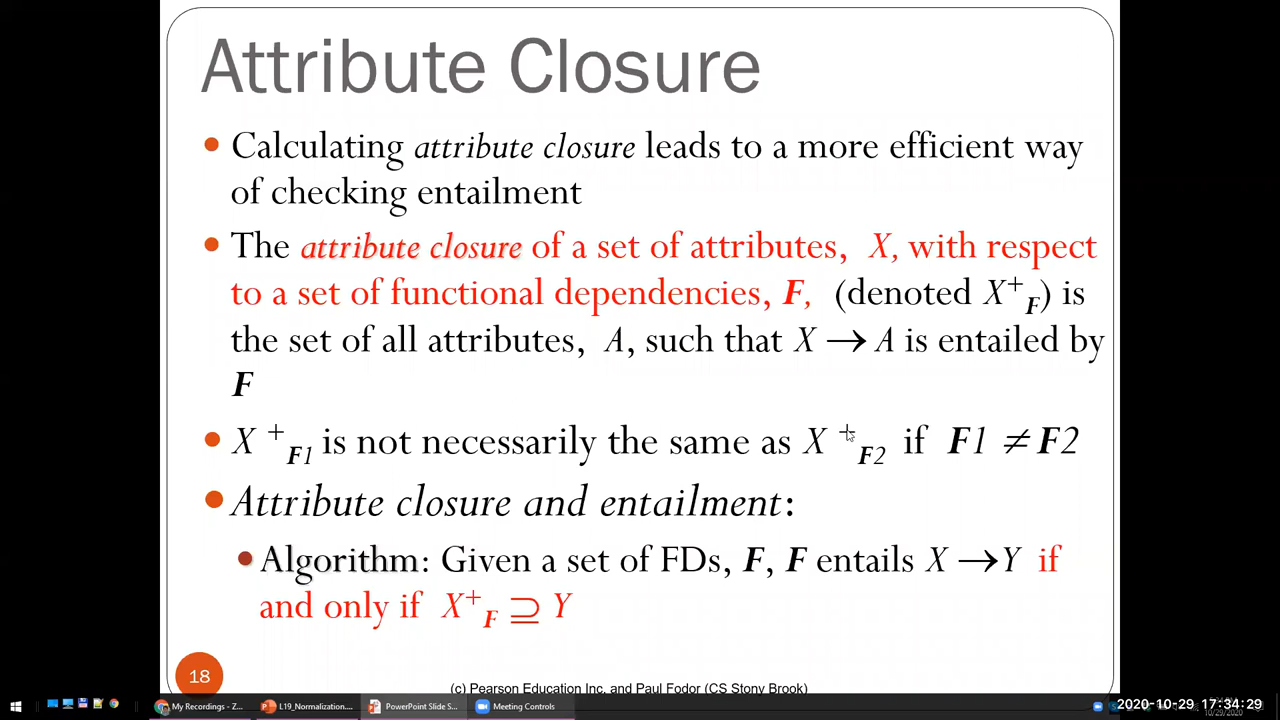 Attribute Closure
• Calculating attribute closure leads to a more efficient way
of checking entailment
• The attribute closure of a set of attributes, X, with respect
to a set of functional dependencies, F, (denoted X⁺F) is
the set of all attributes, A, such that X → A is entailed by
F
• X ⁺F1 is not necessarily the same as X ⁺F2 if F1 ≠ F2
• Attribute closure and entailment:
• Algorithm: Given a set of FDs, F, F entails X → Y if
and only if X⁺F ⊇ Y
18
(c) Pearson Education Inc. and Paul Fodor (CS Stony Brook)
My Recordings - Z... L19_Normalization.... PowerPoint Slide S... Meeting Controls
2020-10-29 17:34:29